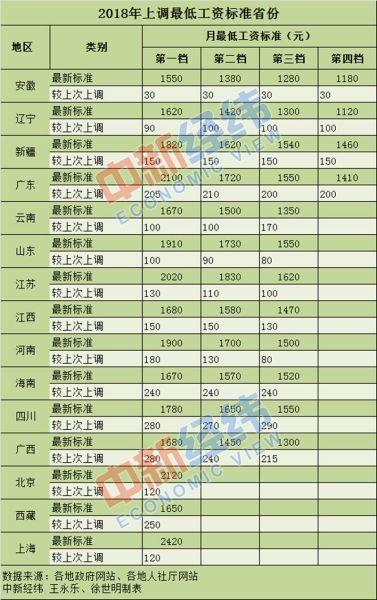 2018年上调最低工资标准省份
地区 类别 月最低工资标准（元）
第一档 第二档 第三档 第四档
安徽 最新标准 1550 1380 1280 1180
较上次上调 30 30 30 30
辽宁 最新标准 1620 1420 1300 1120
较上次上调 90 100 100 100
新疆 最新标准 1820 1620 1540 1460
较上次上调 150 150 150 150
广东 最新标准 2100 1720 1550 1410
较上次上调 205 210 200 200
云南 最新标准 1670 1500 1350
较上次上调 100 100 170
山东 最新标准 1910 1730 1550
较上次上调 100 90 80
江苏 最新标准 2020 1830 1620
较上次上调 130 110 100
江西 最新标准 1680 1580 1470
较上次上调 150 150 130
河南 最新标准 1900 1700 1500
较上次上调 180 130 80
海南 最新标准 1670 1570 1520
较上次上调 240 240 240
四川 最新标准 1780 1650 1550
较上次上调 280 270 290
广西 最新标准 1680 1450 1300
较上次上调 280 240 215
北京 最新标准 2120
较上次上调 120
西藏 最新标准 1650
较上次上调 250
上海 最新标准 2420
较上次上调 120
数据来源：各地政府网站、各地人社厅网站
中新经纬 王永乐、徐世明制表
中新经纬
ECONOMIC VIEW
中新经纬
ECONOMIC VIEW